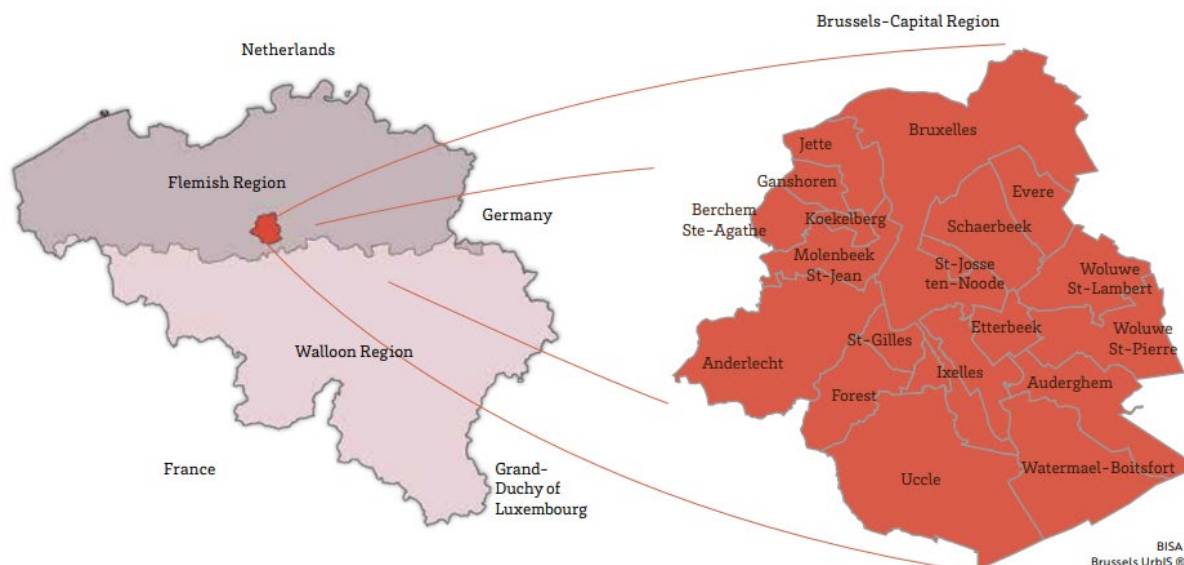 Brussels-Capital Region
Netherlands
Bruxelles
Jette
Flemish Region
Ganshoren
Evere
Germany
Berchem
Ste-Agathe
Koekelberg
Schaerbeek
Molenbeek
St-Jean
St-Josse
ten-Noode
Woluwe
St-Lambert
Etterbeek
Woluwe
St-Pierre
St-Gilles
Walloon Region
Anderlecht
Ixelles
Auderghem
Forest
France
Grand-
Duchy of
Luxembourg
Uccle
Watermael-Boitsfort
BISA
Brussels UrbIS ®